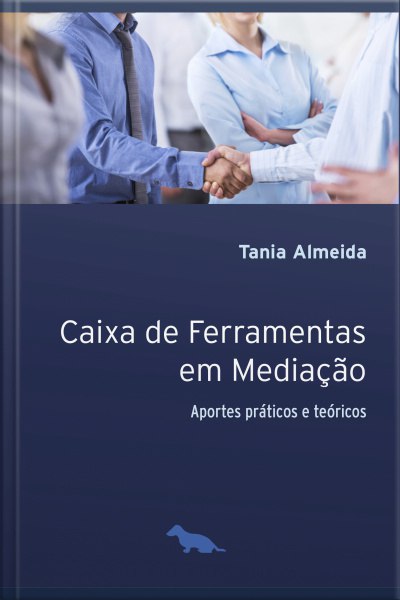 Tania Almeida
Caixa de Ferramentas
em Mediação
Aportes práticos e teóricos